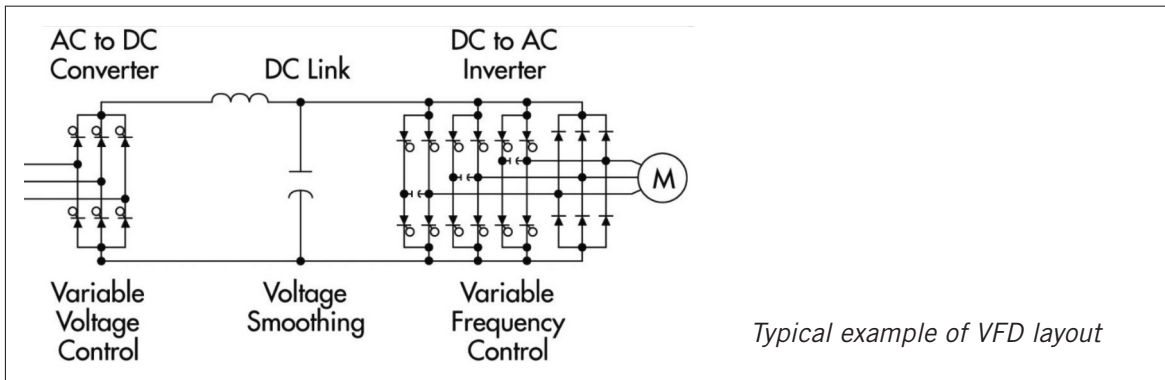 AC to DC
Converter
DC Link
DC to AC
Inverter
M
Variable
Voltage
Control
Voltage
Smoothing
Variable
Frequency
Control
Typical example of VFD layout